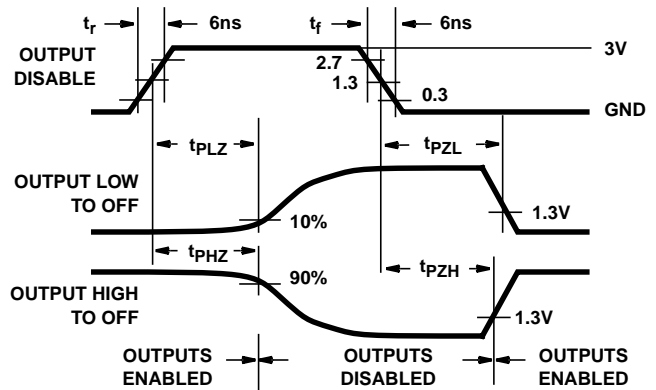 tr 6ns tf 6ns
OUTPUT
DISABLE
2.7
1.3
0.3
3V
GND
tPLZ tPZL
OUTPUT LOW
TO OFF
10%
1.3V
tPHZ tPZH
OUTPUT HIGH
TO OFF
90%
1.3V
OUTPUTS
ENABLED
OUTPUTS
DISABLED
OUTPUTS
ENABLED